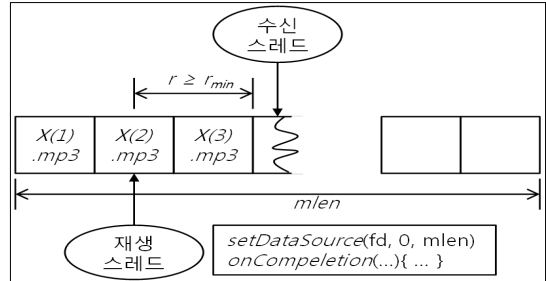 수신
스레드
r ≥ rmin
X(1)
.mp3
X(2)
.mp3
X(3)
.mp3
mlen
재생
스레드
setDataSource(fd, 0, mlen)
onCompeletion(...){ ... }